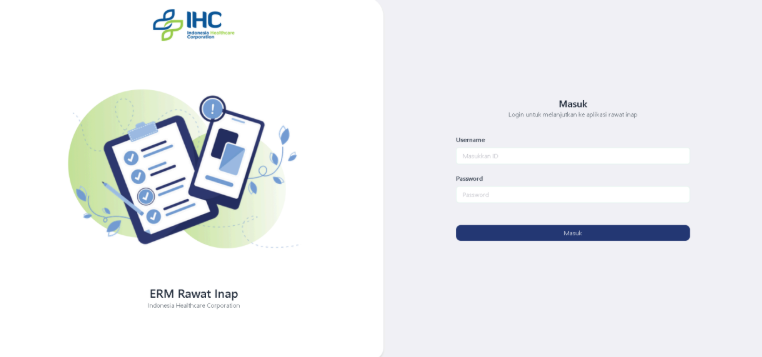 IHC
Indonesia Healthcare
Corporation
ERM Rawat Inap
Indonesia Healthcare Corporation
Masuk
Login untuk melanjutkan ke aplikasi rawat inap
Username
Masukkan ID
Password
Password
Masuk